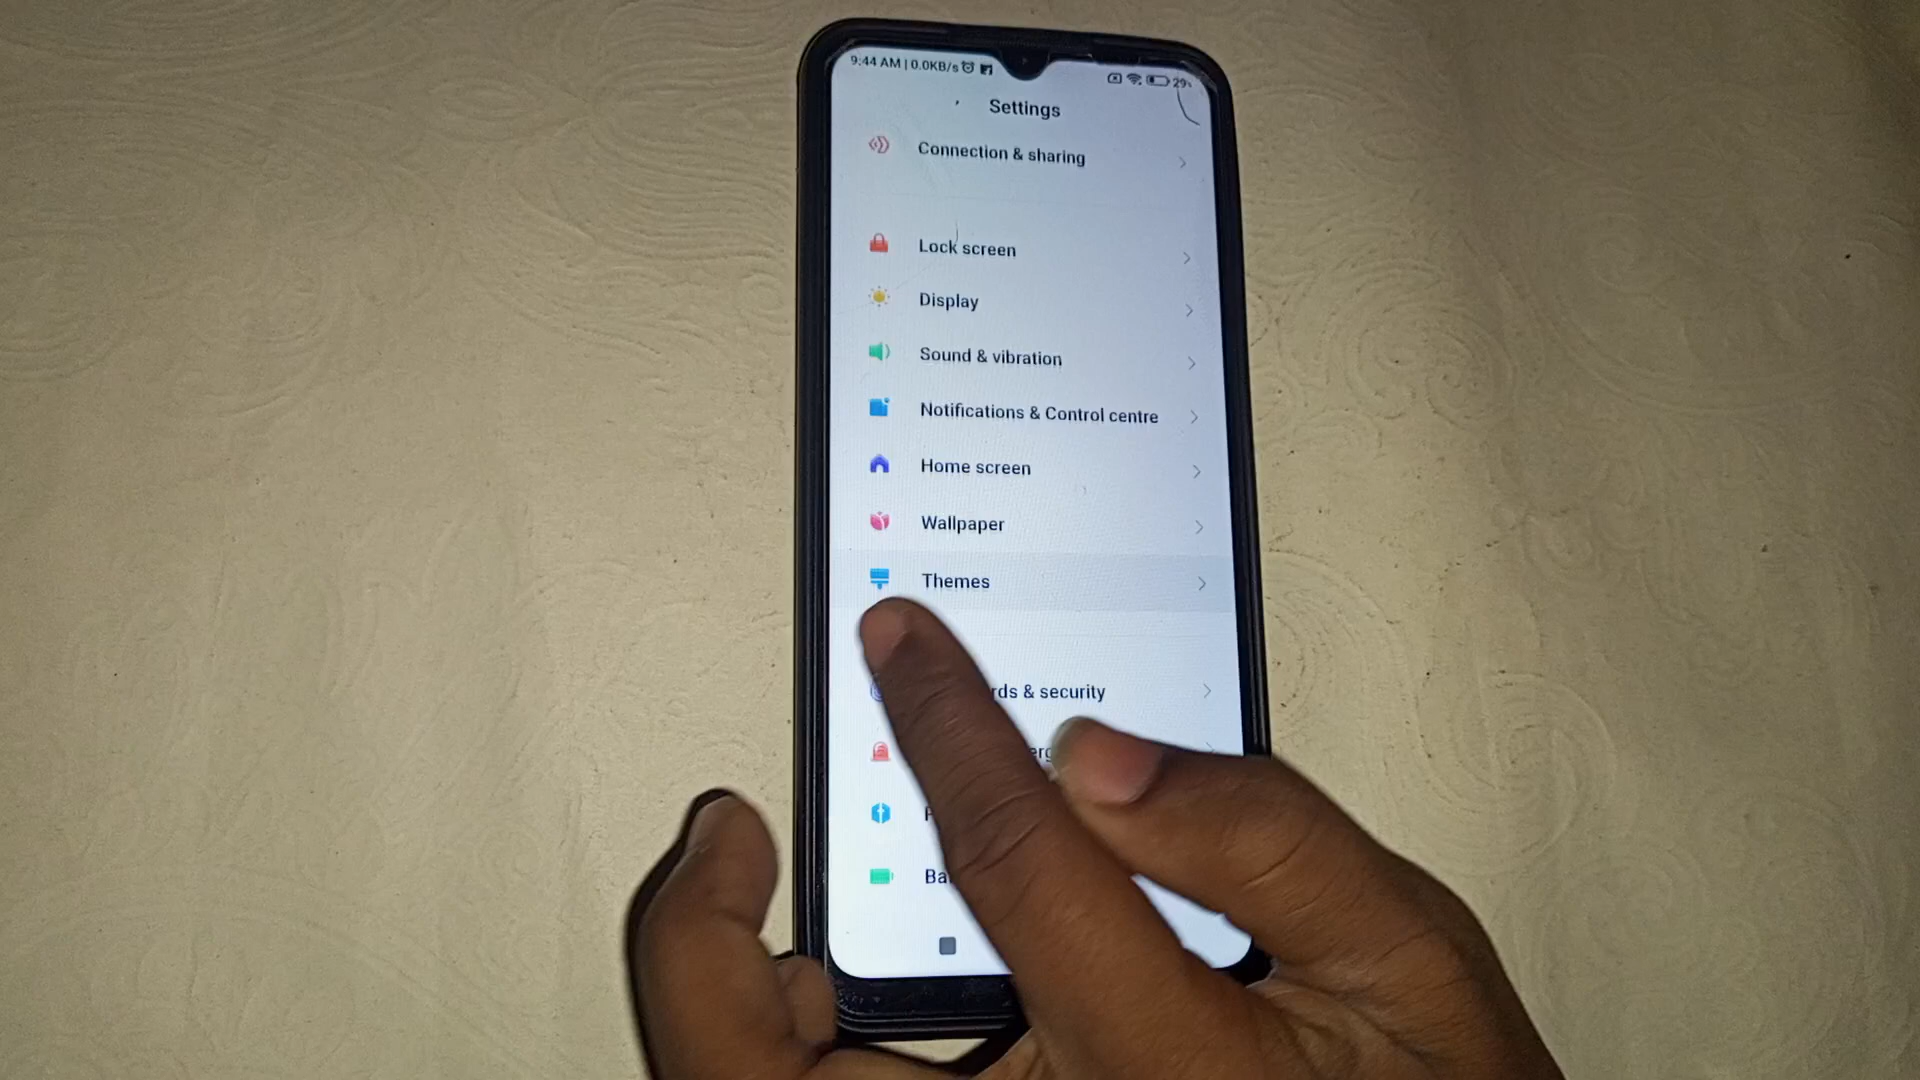 9:44 AM | 0.0KB/s
29
Settings
Connection & sharing
Lock screen
Display
Sound & vibration
Notifications & Control centre
Home screen
Wallpaper
Themes
rds & security
erg
Ba